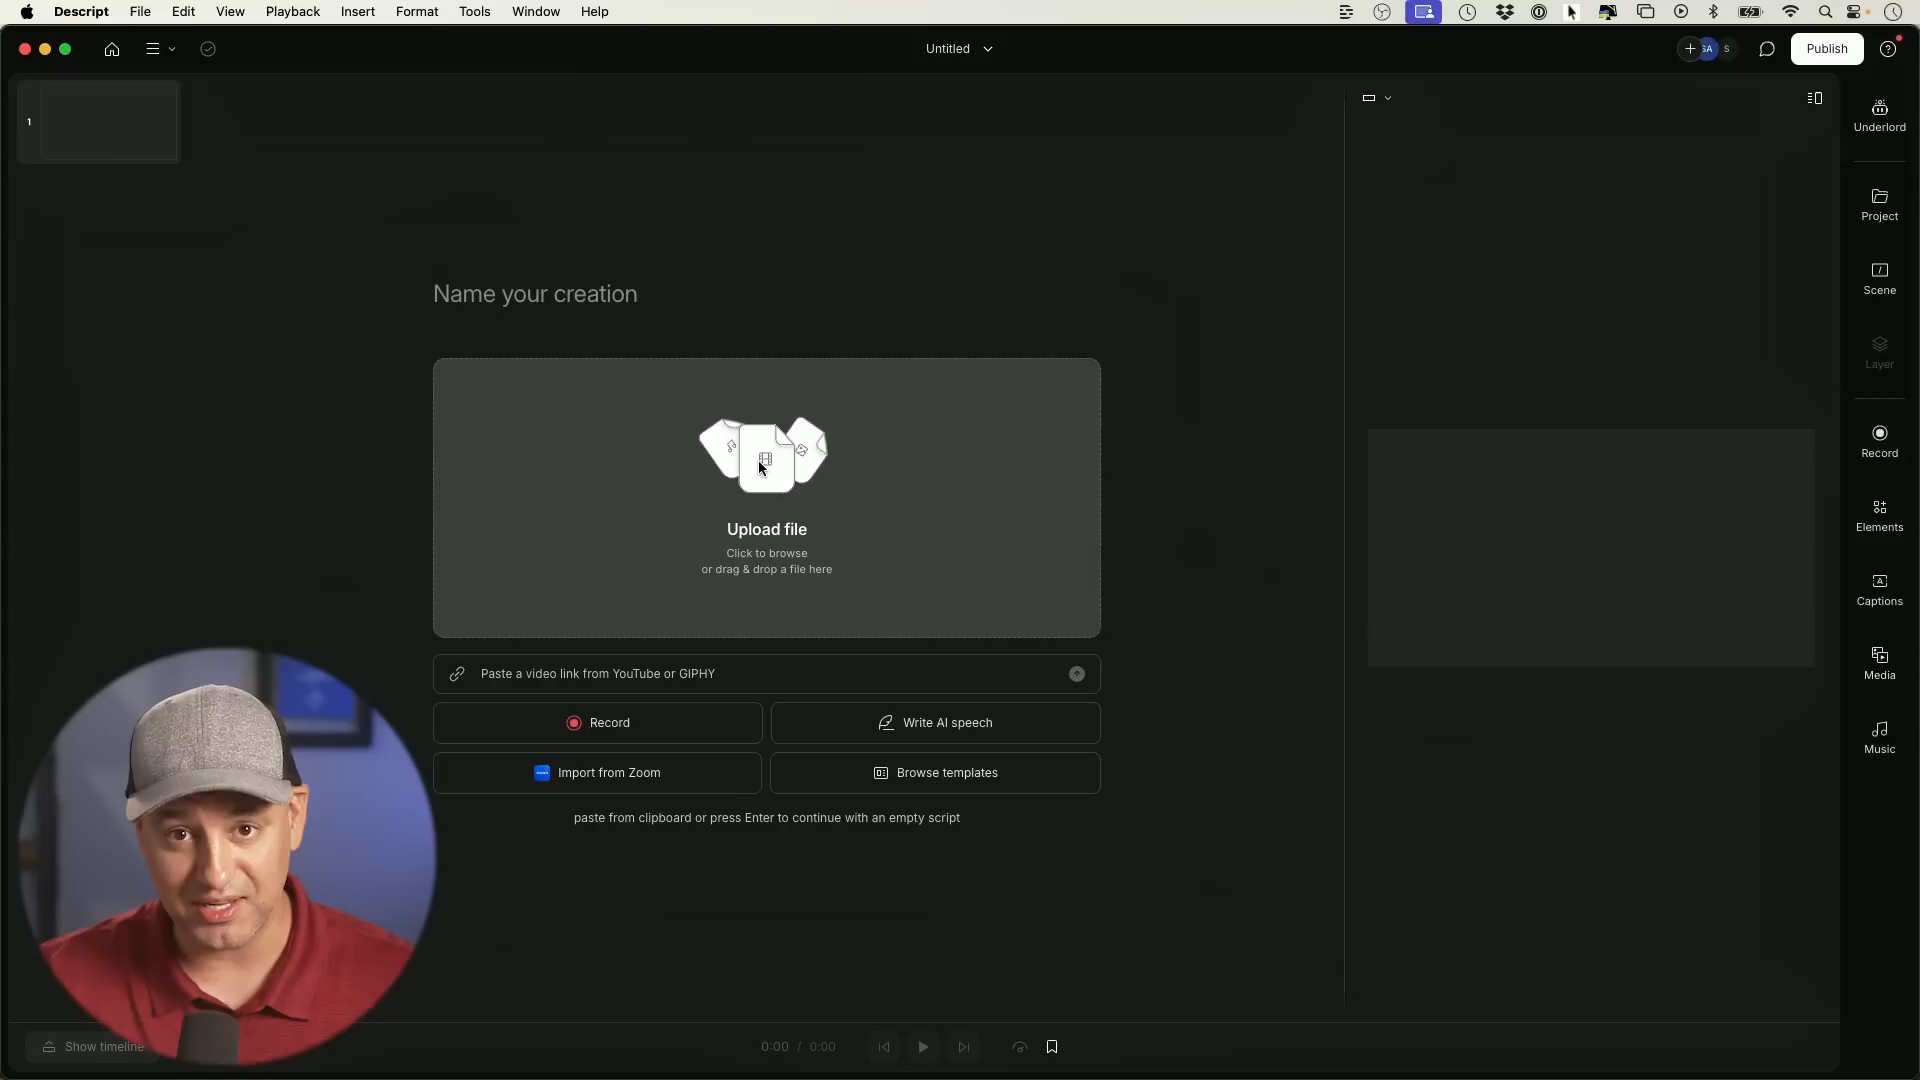 Descript File Edit View Playback Insert Format Tools Window Help
Untitled
SA
S
Publish
1
Underlord
Project
Scene
Layer
Record
Elements
Captions
Media
Music
Name your creation
Upload file
Click to browse
or drag & drop a file here
Paste a video link from YouTube or GIPHY
Record
Write AI speech
Import from Zoom
Browse templates
paste from clipboard or press Enter to continue with an empty script
Show timeline
0:00 / 0:00